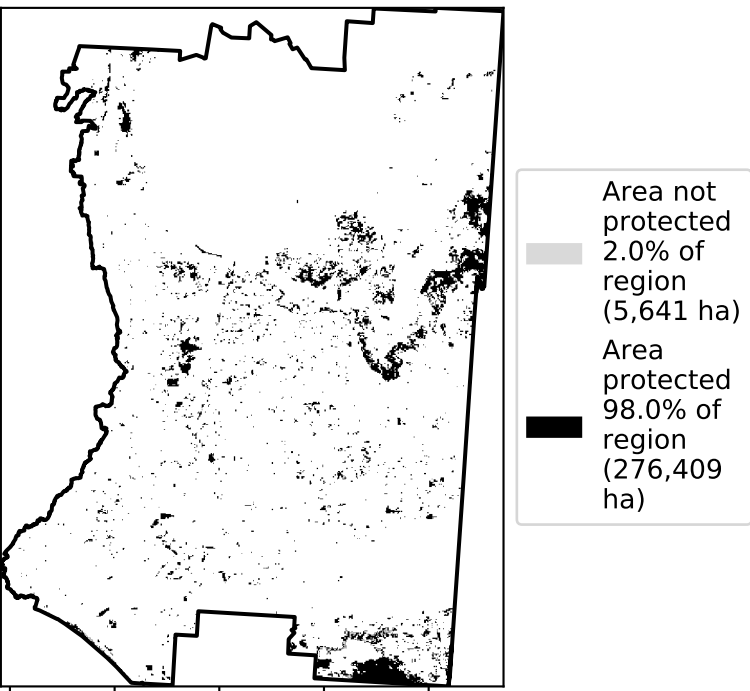 Area not
protected
2.0% of
region
(5,641 ha)
Area
protected
98.0% of
region
(276,409
ha)